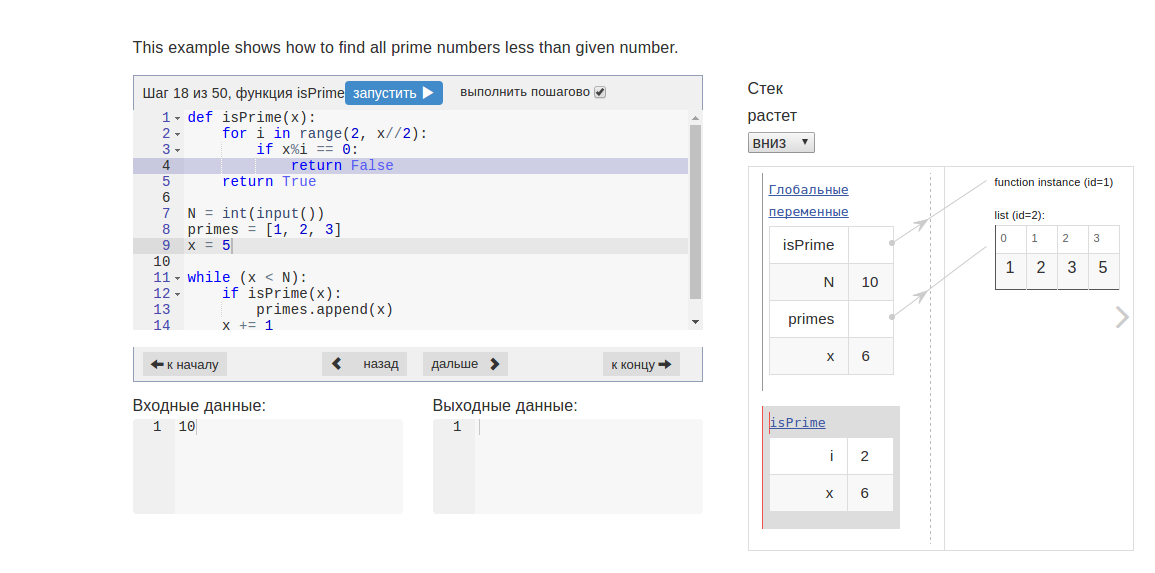 This example shows how to find all prime numbers less than given number.
Шаг 18 из 50, функция isPrime запустить выполнить пошагово
1 def isPrime(x):
2 for i in range(2, x//2):
3 if x%i == 0:
4 return False
5 return True
6
7 N = int(input())
8 primes = [1, 2, 3]
9 x = 5
10
11 while (x < N):
12 if isPrime(x):
13 primes.append(x)
14 x += 1
к началу назад дальше к концу
Входные данные:
1 10
Выходные данные:
1
Стек
растет
вниз
Глобальные
переменные
isPrime
N 10
primes
x 6
isPrime
i 2
x 6
function instance (id=1)
list (id=2):
0 1 2 3
1 2 3 5